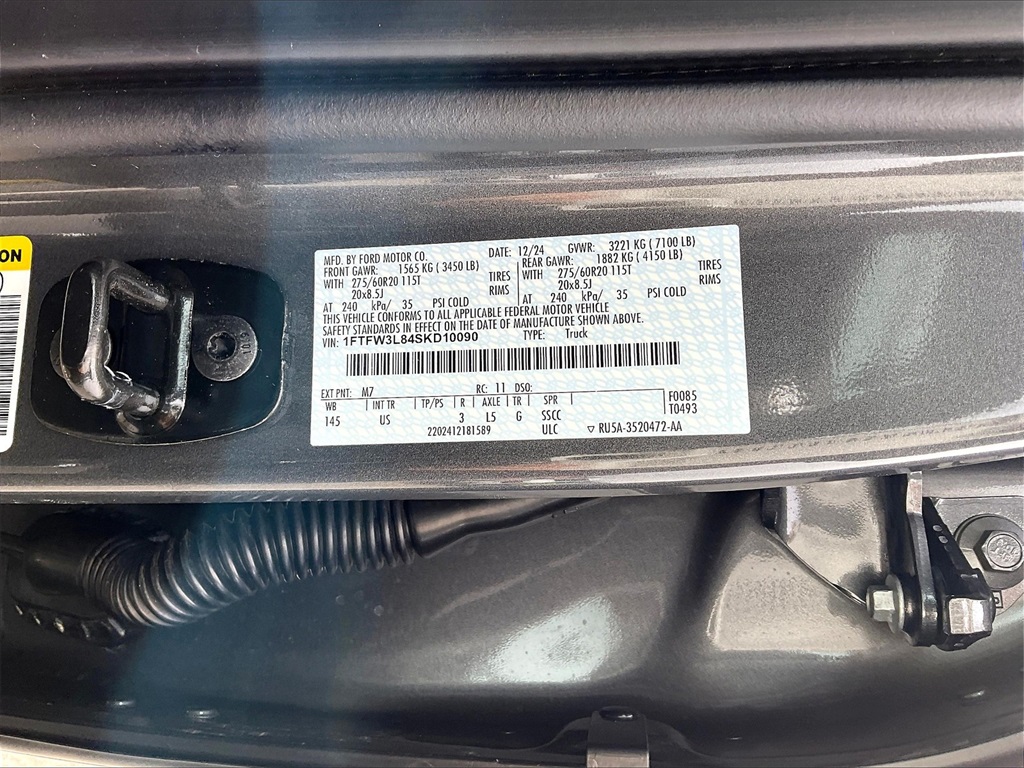 ON
MFD. BY FORD MOTOR CO. DATE: 12/24 GVWR: 3221 KG ( 7100 LB)
FRONT GAWR: 1565 KG ( 3450 LB) REAR GAWR: 1882 KG ( 4150 LB)
WITH 275/60R20 115T TIRES WITH 275/60R20 115T TIRES
20x8.5J RIMS 20x8.5J RIMS
AT 240 kPa/ 35 PSI COLD AT 240 kPa/ 35 PSI COLD
THIS VEHICLE CONFORMS TO ALL APPLICABLE FEDERAL MOTOR VEHICLE
SAFETY STANDARDS IN EFFECT ON THE DATE OF MANUFACTURE SHOWN ABOVE.
VIN: 1FTFW3L84SKD10090 TYPE: Truck
EXT PNT: M7 RC: 11 DSO:
WB INT TR TP/PS R AXLE TR SPR F0085
145 US 3 L5 G SSCC T0493
2202412181589 ULC ▽ RU5A-3520472-AA